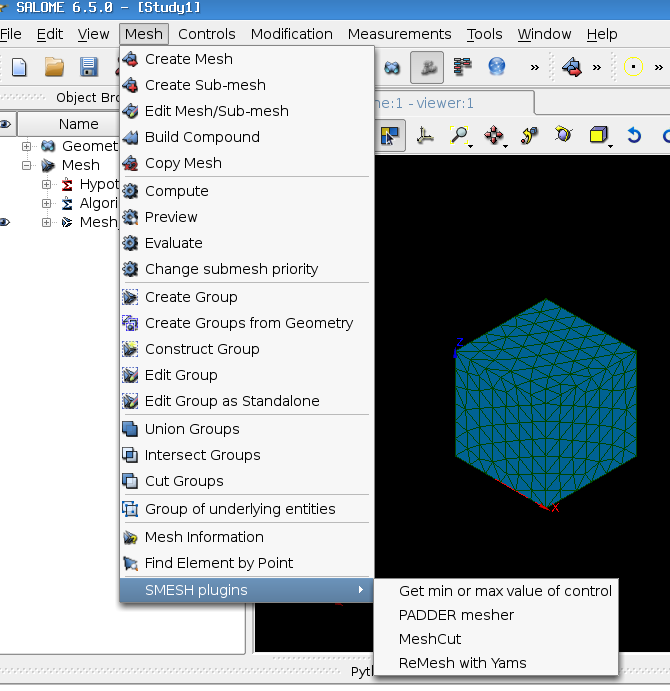 SALOME 6.5.0 - [Study1]
File Edit View Mesh Controls Modification Measurements Tools Window Help
Object Bro
ne:1 - viewer:1
Name
Geomet
Mesh
Hypot
Algori
Mesh
Create Mesh
Create Sub-mesh
Edit Mesh/Sub-mesh
Build Compound
Copy Mesh
Compute
Preview
Evaluate
Change submesh priority
Create Group
Create Groups from Geometry
Construct Group
Edit Group
Edit Group as Standalone
Union Groups
Intersect Groups
Cut Groups
Group of underlying entities
Mesh Information
Find Element by Point
SMESH plugins
Get min or max value of control
PADDER mesher
MeshCut
ReMesh with Yams
Z
X
Pyt